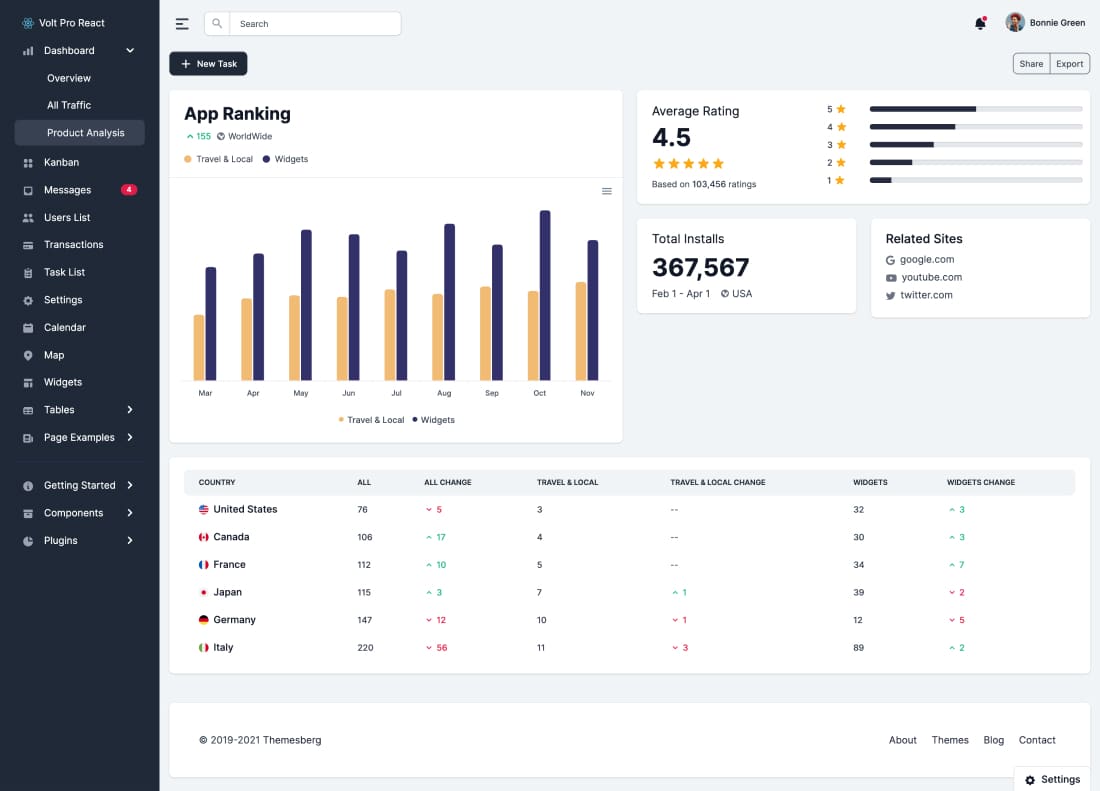 Volt Pro React
Dashboard
Overview
All Traffic
Product Analysis
Kanban
Messages 4
Users List
Transactions
Task List
Settings
Calendar
Map
Widgets
Tables
Page Examples
Getting Started
Components
Plugins
Search
Bonnie Green
New Task
Share Export
App Ranking
155 WorldWide
Travel & Local Widgets
Mar Apr May Jun Jul Aug Sep Oct Nov
Travel & Local Widgets
Average Rating
4.5
Based on 103,456 ratings
5
4
3
2
1
Total Installs
367,567
Feb 1 - Apr 1 USA
Related Sites
google.com
youtube.com
twitter.com
COUNTRY ALL ALL CHANGE TRAVEL & LOCAL TRAVEL & LOCAL CHANGE WIDGETS WIDGETS CHANGE
United States 76 5 3 -- 32 3
Canada 106 17 4 -- 30 3
France 112 10 5 -- 34 7
Japan 115 3 7 1 39 2
Germany 147 12 10 1 12 5
Italy 220 56 11 3 89 2
© 2019-2021 Themesberg
About Themes Blog Contact
Settings